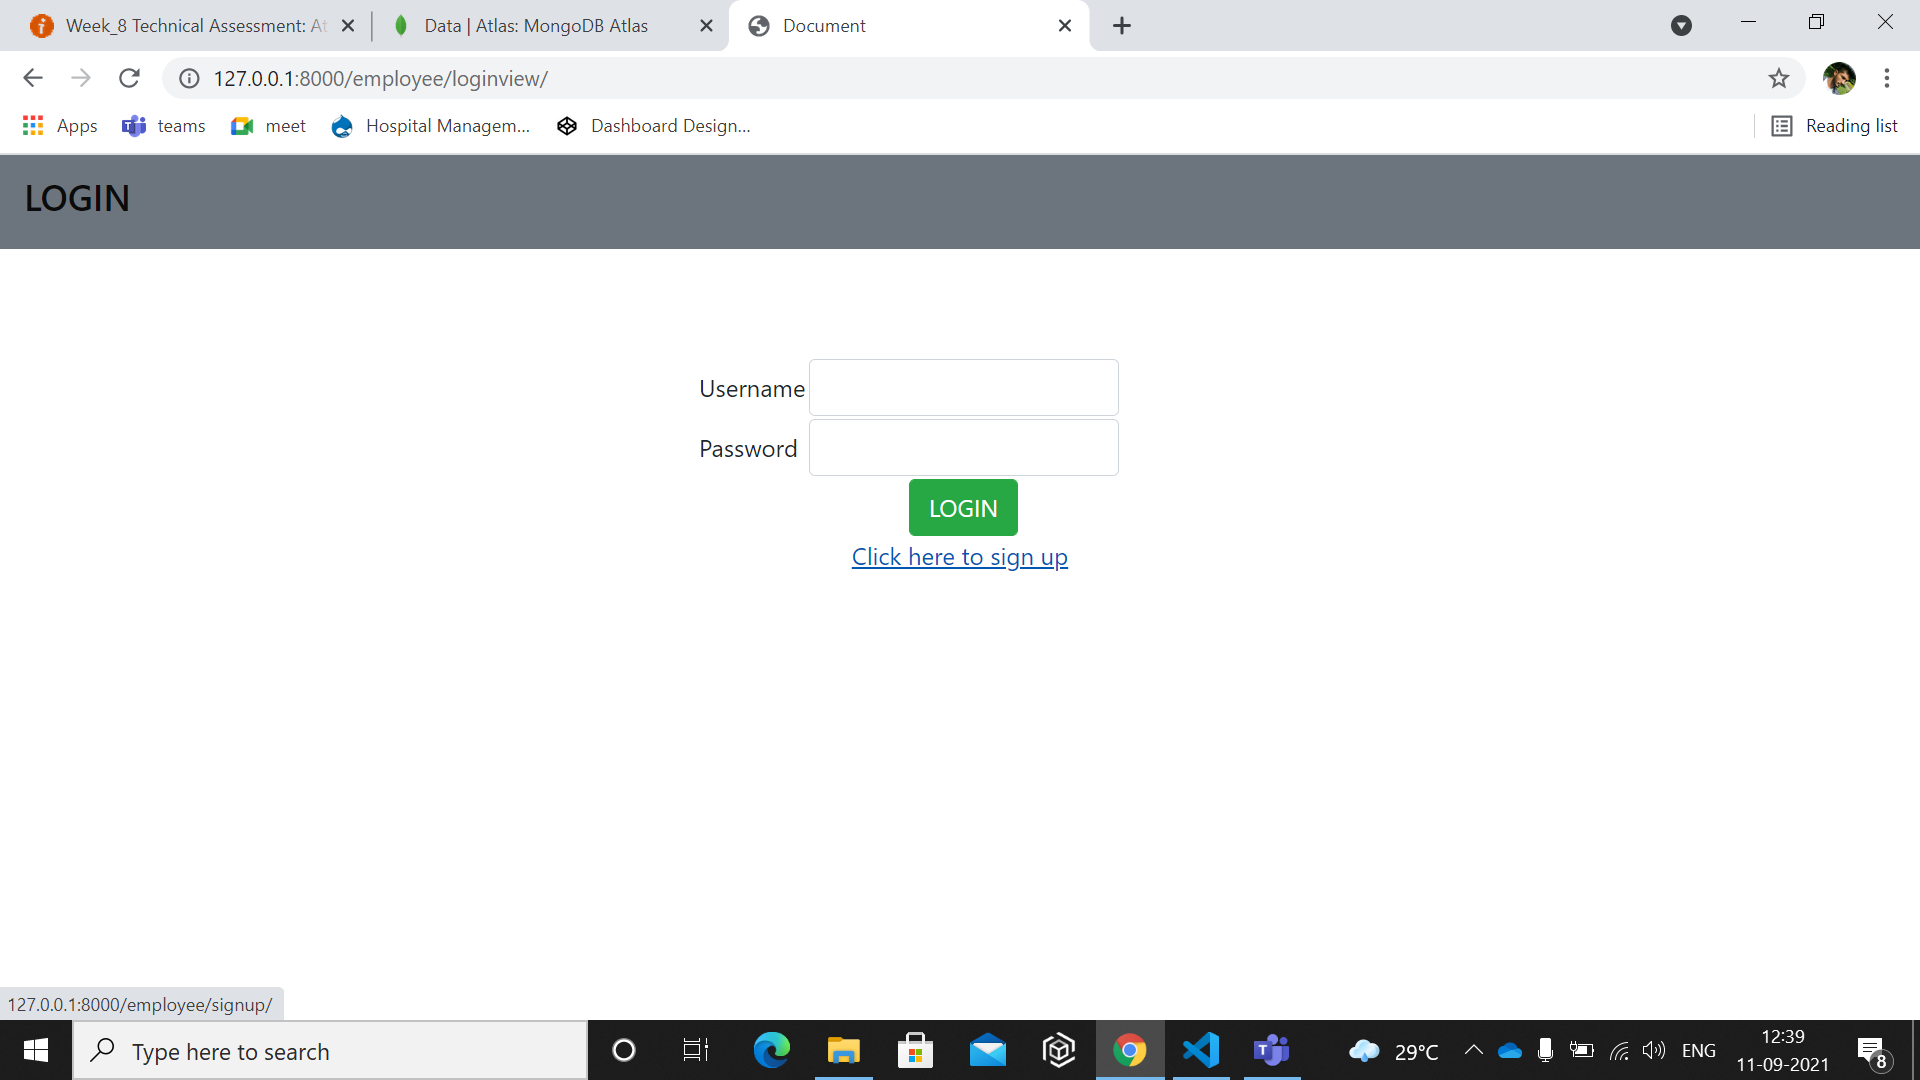 Week_8 Technical Assessment: At
Data | Atlas: MongoDB Atlas
Document
127.0.0.1:8000/employee/loginview/
Apps
teams
meet
Hospital Managem...
Dashboard Design...
Reading list
LOGIN
Username
Password
LOGIN
Click here to sign up
127.0.0.1:8000/employee/signup/
Type here to search
29°C
ENG
12:39
11-09-2021
8